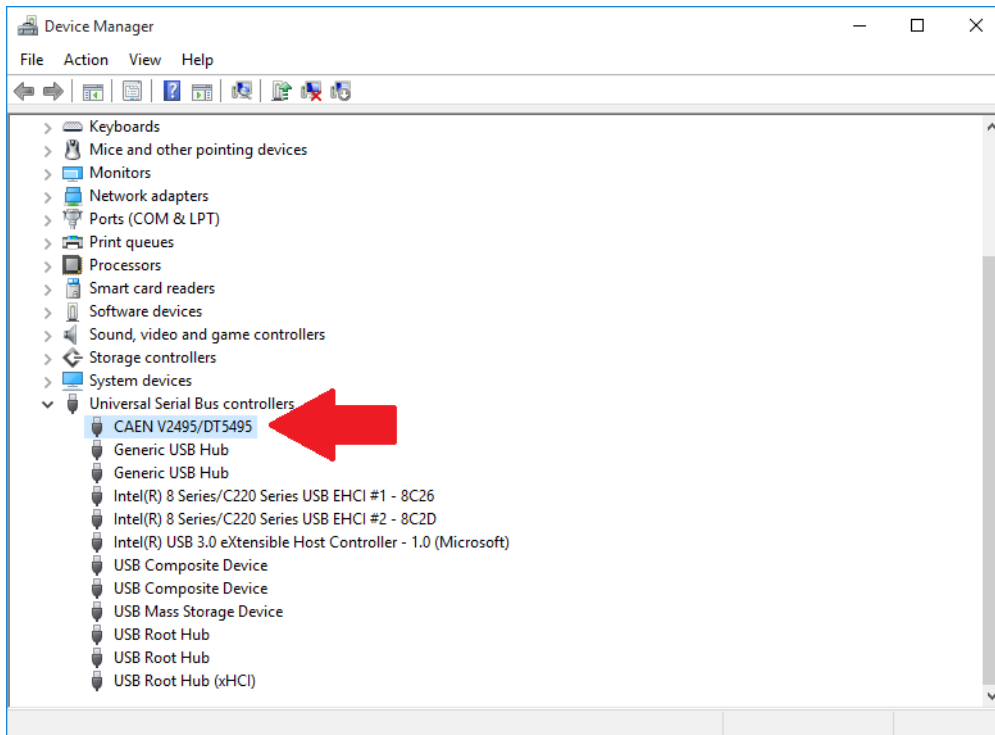 Device Manager
File Action View Help
Keyboards
Mice and other pointing devices
Monitors
Network adapters
Ports (COM & LPT)
Print queues
Processors
Smart card readers
Software devices
Sound, video and game controllers
Storage controllers
System devices
Universal Serial Bus controllers
CAEN V2495/DT5495
Generic USB Hub
Generic USB Hub
Intel(R) 8 Series/C220 Series USB EHCI #1 - 8C26
Intel(R) 8 Series/C220 Series USB EHCI #2 - 8C2D
Intel(R) USB 3.0 eXtensible Host Controller - 1.0 (Microsoft)
USB Composite Device
USB Composite Device
USB Mass Storage Device
USB Root Hub
USB Root Hub
USB Root Hub (xHCI)